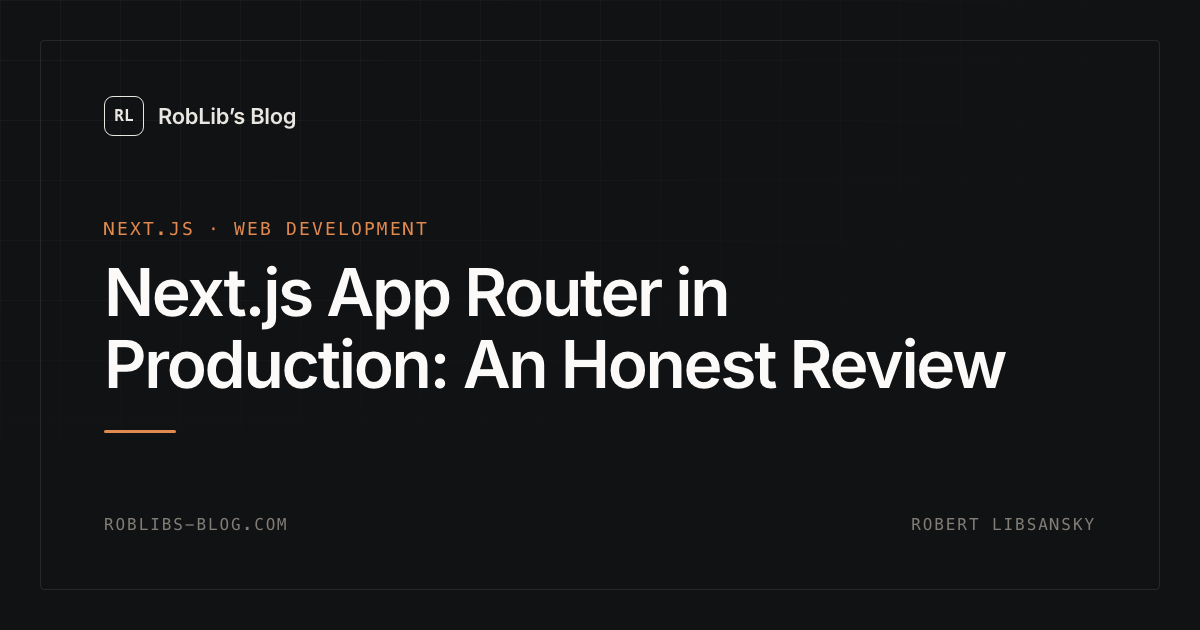 RL
RobLib’s Blog
NEXT.JS · WEB DEVELOPMENT
Next.js App Router in
Production: An Honest Review
ROBLIBS-BLOG.COM
ROBERT LIBSANSKY